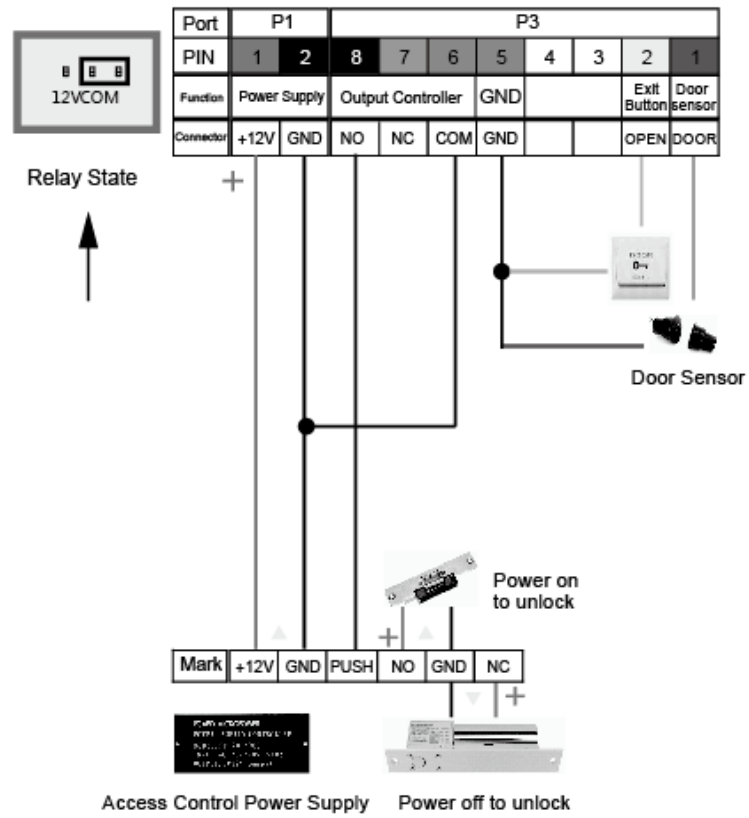 Port P1 P3
PIN 1 2 8 7 6 5 4 3 2 1
Function Power Supply Output Controller GND Exit Button Door sensor
Connector +12V GND NO NC COM GND OPEN DOOR
12VCOM
Relay State
+
Door Sensor
Power on
to unlock
+
Mark +12V GND PUSH NO GND NC
+
Access Control Power Supply Power off to unlock